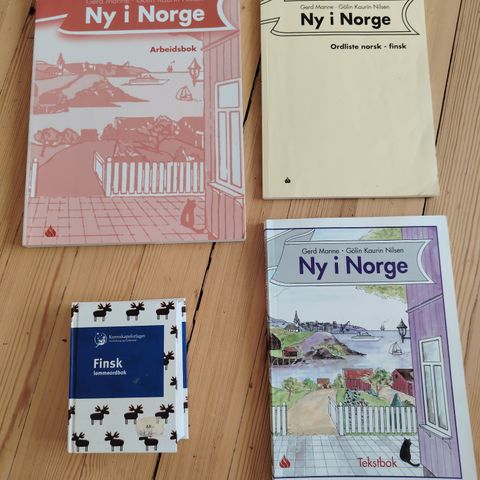 Gerd Manne · Gölin Kaurin Nilsen
Ny i Norge
Arbeidsbok
Gerd Manne · Gölin Kaurin Nilsen
Ny i Norge
Ordliste norsk - finsk
Gerd Manne · Gölin Kaurin Nilsen
Ny i Norge
Tekstbok
Kunnskapsforlaget
Finsk
lommeordbok